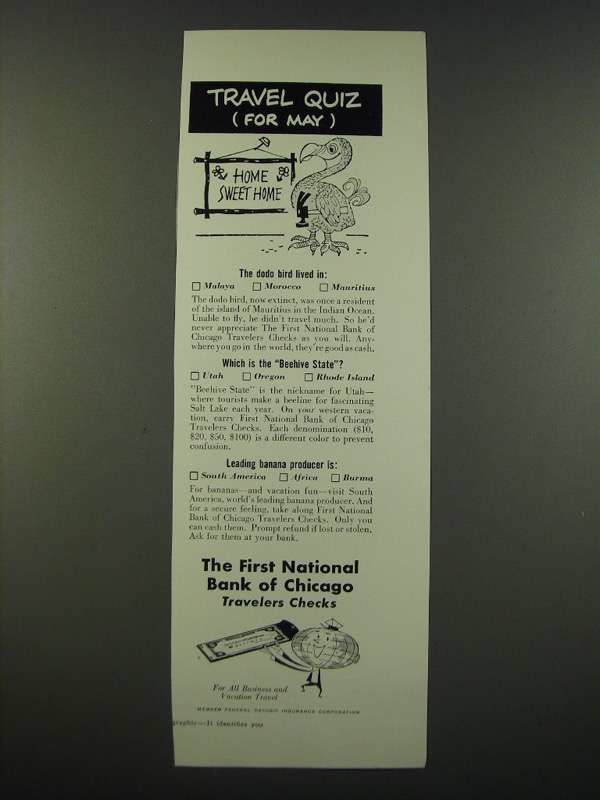 TRAVEL QUIZ
(FOR MAY)
HOME
SWEET HOME
The dodo bird lived in:
Malaya Morocco Mauritius
The dodo bird, now extinct, was once a resident
of the island of Mauritius in the Indian Ocean.
Unable to fly, he didn't travel much. So he'd
never appreciate The First National Bank of
Chicago Travelers Checks as you will. Any-
where you go in the world, they're good as cash.
Which is the "Beehive State"?
Utah Oregon Rhode Island
"Beehive State" is the nickname for Utah—
where tourists make a beeline for fascinating
Salt Lake each year. On your western vaca-
tion, carry First National Bank of Chicago
Travelers Checks. Each denomination ($10,
$20, $50, $100) is a different color to prevent
confusion.
Leading banana producer is:
South America Africa Burma
For bananas—and vacation fun—visit South
America, world's leading banana producer. And
for a secure feeling, take along First National
Bank of Chicago Travelers Checks. Only you
can cash them. Prompt refund if lost or stolen.
Ask for them at your bank.
The First National
Bank of Chicago
Travelers Checks
For All Business and
Vacation Travel
MEMBER FEDERAL DEPOSIT INSURANCE CORPORATION
graphic—It identifies you